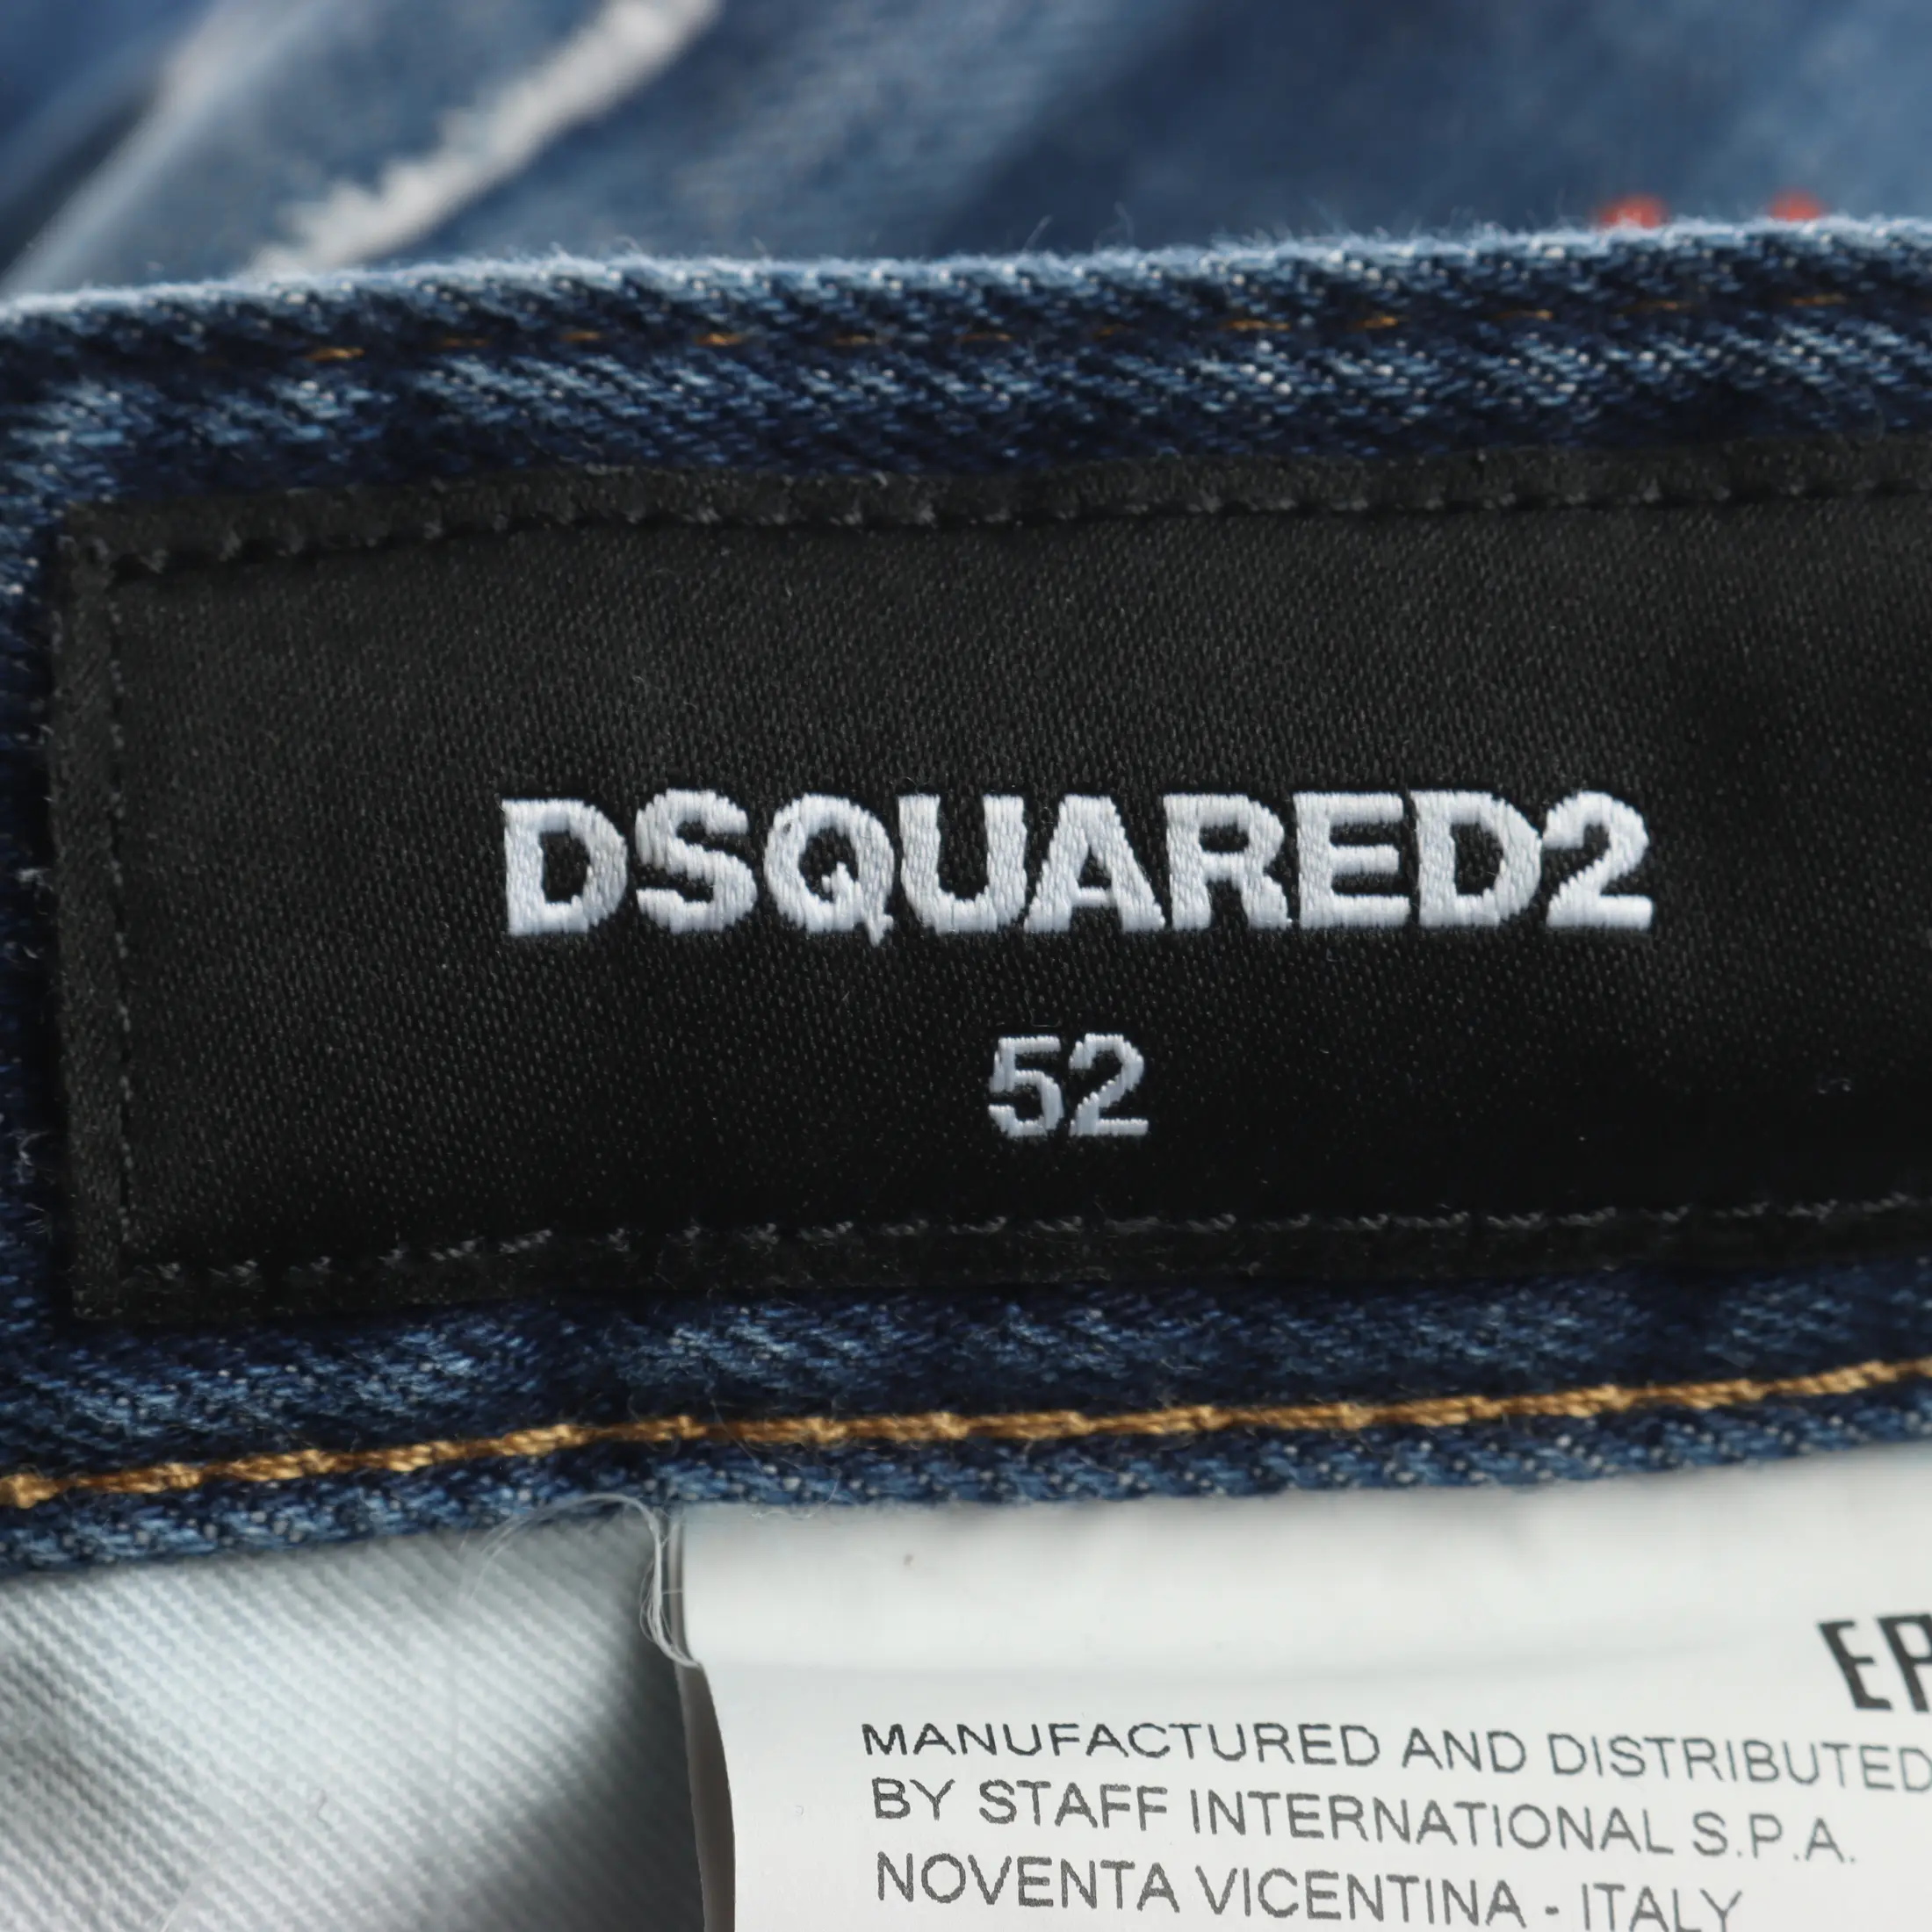 DSQUARED2
52
MANUFACTURED AND DISTRIBUTED
BY STAFF INTERNATIONAL S.P.A.
NOVENTA VICENTINA - ITALY